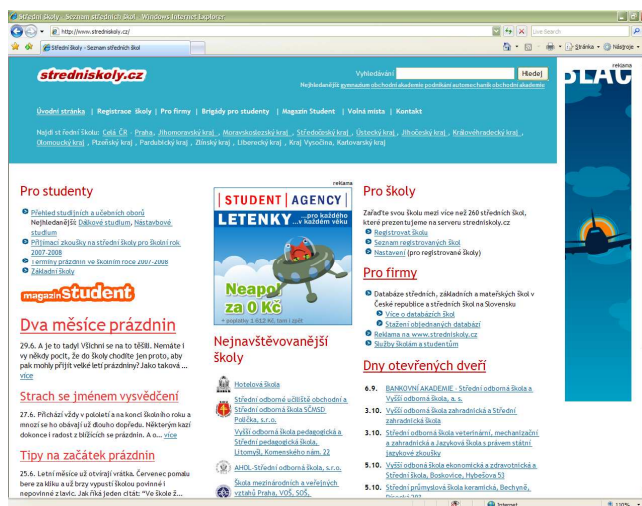 Střední školy - Seznam středních škol - Windows Internet Explorer
http://www.stredniskoly.cz/
Live Search
Střední školy - Seznam středních škol
Stránka
Nástroje
reklama
stredniskoly.cz
Vyhledávání
Hledej
Nejhledanější: gymnasium obchodní akademie podnikání automechanik obchodní akademie
Úvodní stránka | Registrace školy | Pro firmy | Brigády pro studenty | Magazín Student | Volná místa | Kontakt
Najdi střední školu: Celá ČR - Praha, Jihomoravský kraj , Moravskoslezský kraj , Středočeský kraj , Ústecký kraj , Jihočeský kraj , Královéhradecký kraj ,
Olomoucký kraj , Plzeňský kraj , Pardubický kraj , Zlínský kraj , Liberecký kraj , Kraj Vysočina, Karlovarský kraj
Pro studenty
Přehled studijních a učebních oborů
Nejhledanější: Dálkové studium, Nástavbové
studium
Přijímací zkoušky na střední školy pro školní rok
2007-2008
Termíny prázdnin ve školním roce 2007-2008
Základní školy
magazín student
Dva měsíce prázdnin
29.6. A je to tady! Všichni se na to těšili. Nemáte i
vy někdy pocit, že do školy chodíte jen proto, aby
pak mohly přijít velké letí prázdniny? Jako taková ...
více
Strach se jménem vysvědčení
27.6. Přichází vždy v pololetí a na konci školního roku a
mnozí se ho obávají už dlouho dopředu. Některým kazí
dokonce i radost z blížících se prázdnin. A o... více
Tipy na začátek prázdnin
25.6. Letní měsíce už otvírají vrátka. Červenec pomalu
bere za kliku a už brzy vypustí školou povinné i
nepovinné z lavic. Jak říká jeden citát: "Ve škole ž...
reklama
STUDENT AGENCY
LETENKY ...pro každého
...v každém věku
Neapol
za 0 Kč
+ poplatky 1 612 Kč, tam i zpět
Nejnavštěvovanější
školy
Hotelová škola
Střední odborné učiliště obchodní a
Střední odborná škola SČMSD
Polička, s.r.o.
Vyšší odborná škola pedagogická a
Střední pedagogická škola,
Litomyšl, Komenského nám. 22
AHOL-Střední odborná škola, s.r.o.
Škola mezinárodních a veřejných
vztahů Praha, VOŠ, SOŠ,
Pro školy
Zařaďte svou školu mezi více než 260 středních škol,
které prezentujeme na serveru stredniskoly.cz
Registrovat školu
Seznam registrovaných škol
Nastavení (pro registrované školy)
Pro firmy
Databáze středních, základních a mateřských škol v
České republice a středních škol na Slovensku
Více o databázích škol
Stažení objednaných databází
Reklama na www.stredniskoly.cz
Služby školám a studentům
Dny otevřených dveří
6.9. BANKOVNÍ AKADEMIE - Střední odborná škola a
Vyšší odborná škola, a. s.
3.10. Vyšší odborná škola zahradnická a Střední
zahradnická škola
3.10. Střední odborná škola veterinární, mechanizační
a zahradnická a Jazyková škola s právem státní
jazykové zkoušky
5.10. Vyšší odborná škola ekonomická a zdravotnická a
Střední škola, Boskovice, Hybešova 53
5.10. Střední průmyslová škola keramická, Bechyně,
Internet
110%